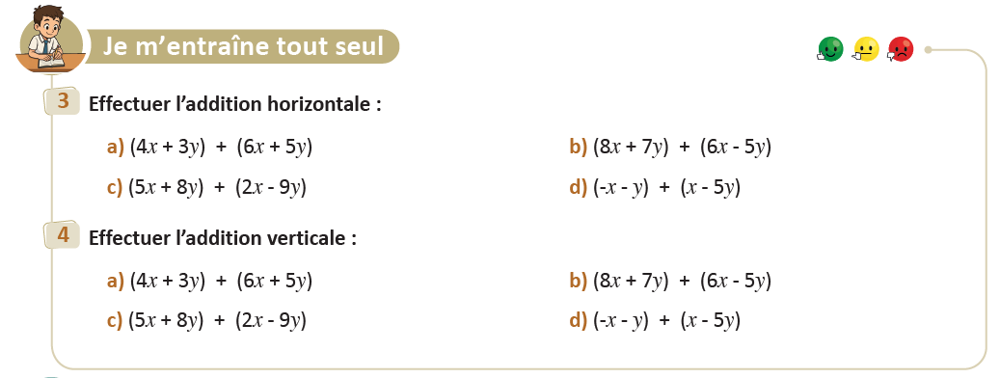 Je m'entraîne tout seul
3 Effectuer l'addition horizontale :
a) (4x + 3y) + (6x + 5y) b) (8x + 7y) + (6x - 5y)
c) (5x + 8y) + (2x - 9y) d) (-x - y) + (x - 5y)
4 Effectuer l'addition verticale :
a) (4x + 3y) + (6x + 5y) b) (8x + 7y) + (6x - 5y)
c) (5x + 8y) + (2x - 9y) d) (-x - y) + (x - 5y)